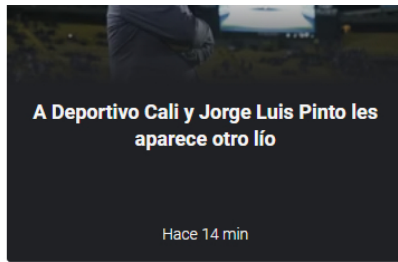 A Deportivo Cali y Jorge Luis Pinto les
aparece otro lío
Hace 14 min